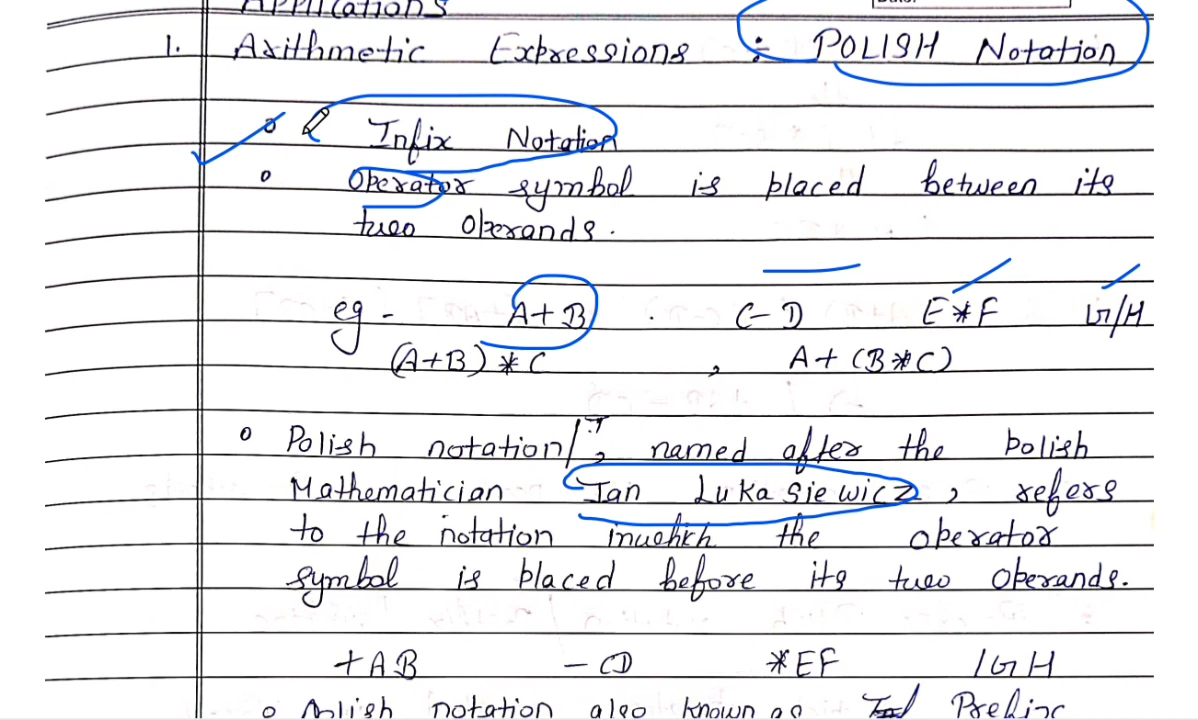 Applications
1. Arithmetic Expressions : POLISH Notation
Infix Notation
Operator symbol is placed between its
two operands.
eg - A+B . C-D E*F G/H
(A+B) * C , A + (B*C)
Polish notation/, named after the polish
Mathematician Jan Lukasiewicz, refers
to the notation in which the operator
symbol is placed before its two operands.
+AB -CD *EF /GH
Polish notation also known as Prefix